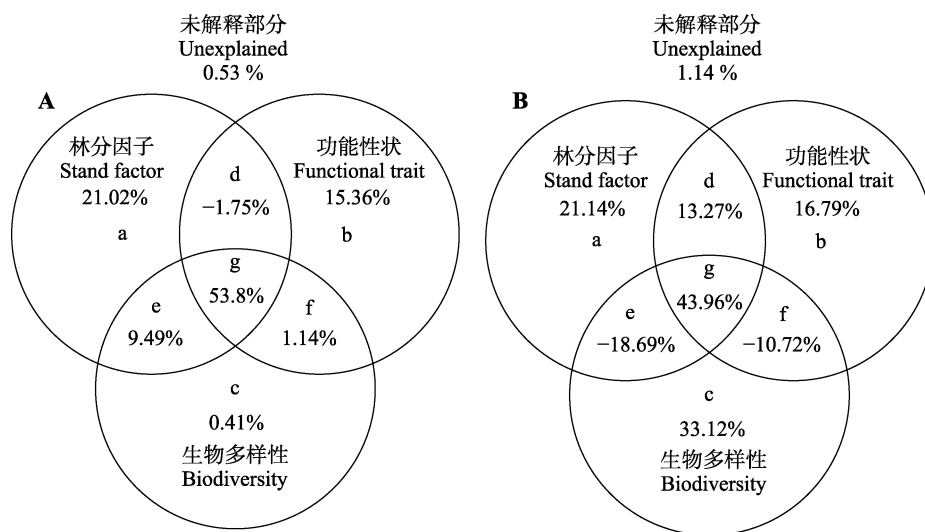 未解释部分
Unexplained
0.53 %
A
林分因子
Stand factor
21.02%
a
d
−1.75%
功能性状
Functional trait
15.36%
b
g
53.8%
e
9.49%
f
1.14%
c
0.41%
生物多样性
Biodiversity
未解释部分
Unexplained
1.14 %
B
林分因子
Stand factor
21.14%
a
d
13.27%
功能性状
Functional trait
16.79%
b
g
43.96%
e
−18.69%
f
−10.72%
c
33.12%
生物多样性
Biodiversity